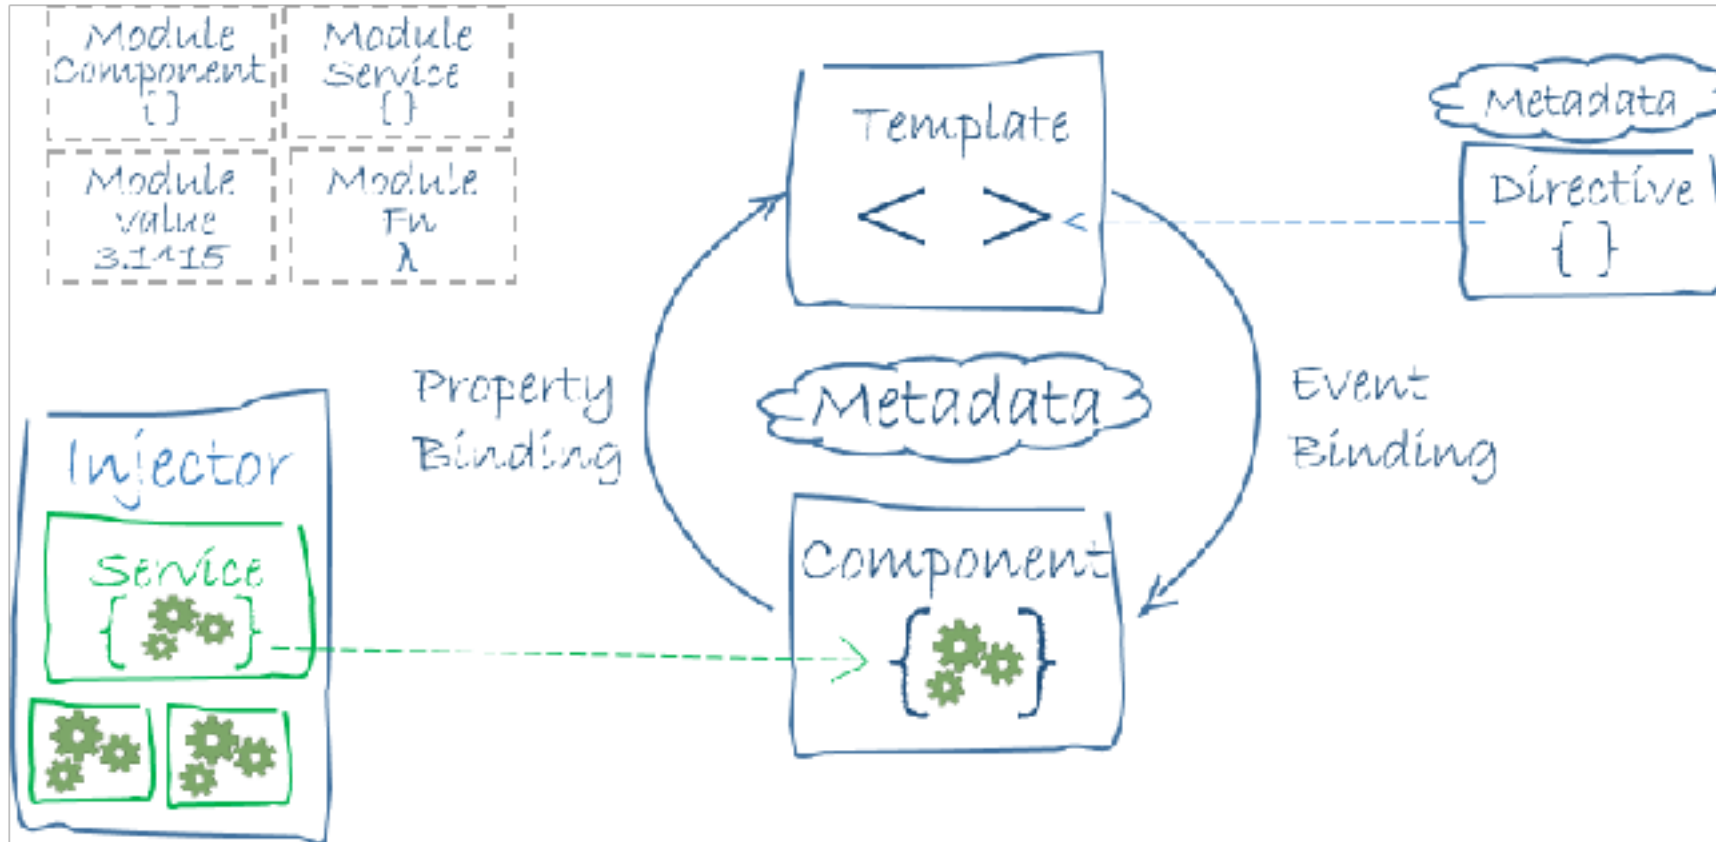 Module
Component
{}
Module
Service
{}
Module
value
3.1415
Module
Fn
λ
Template
< >
Metadata
Directive
{ }
Property
Binding
Metadata
Event
Binding
Injector
Service
{ }
Component
{ }